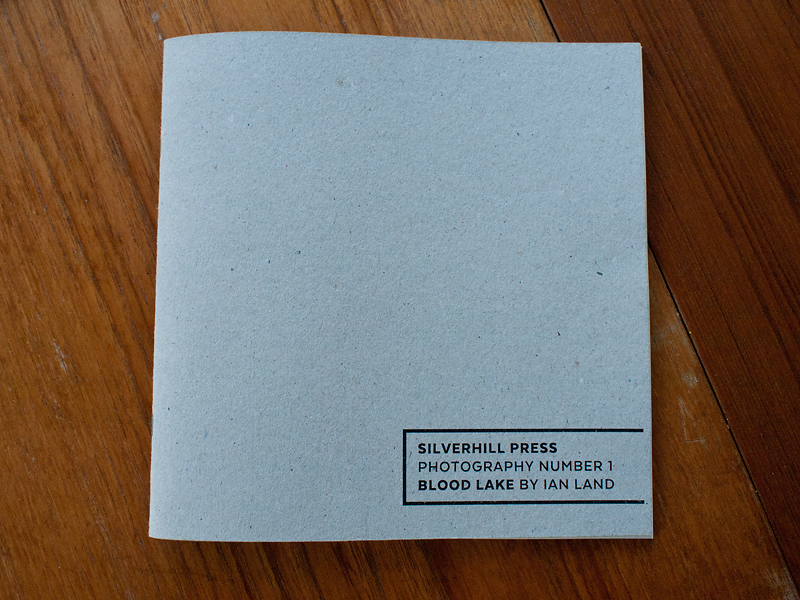 SILVERHILL PRESS
PHOTOGRAPHY NUMBER 1
BLOOD LAKE BY IAN LAND